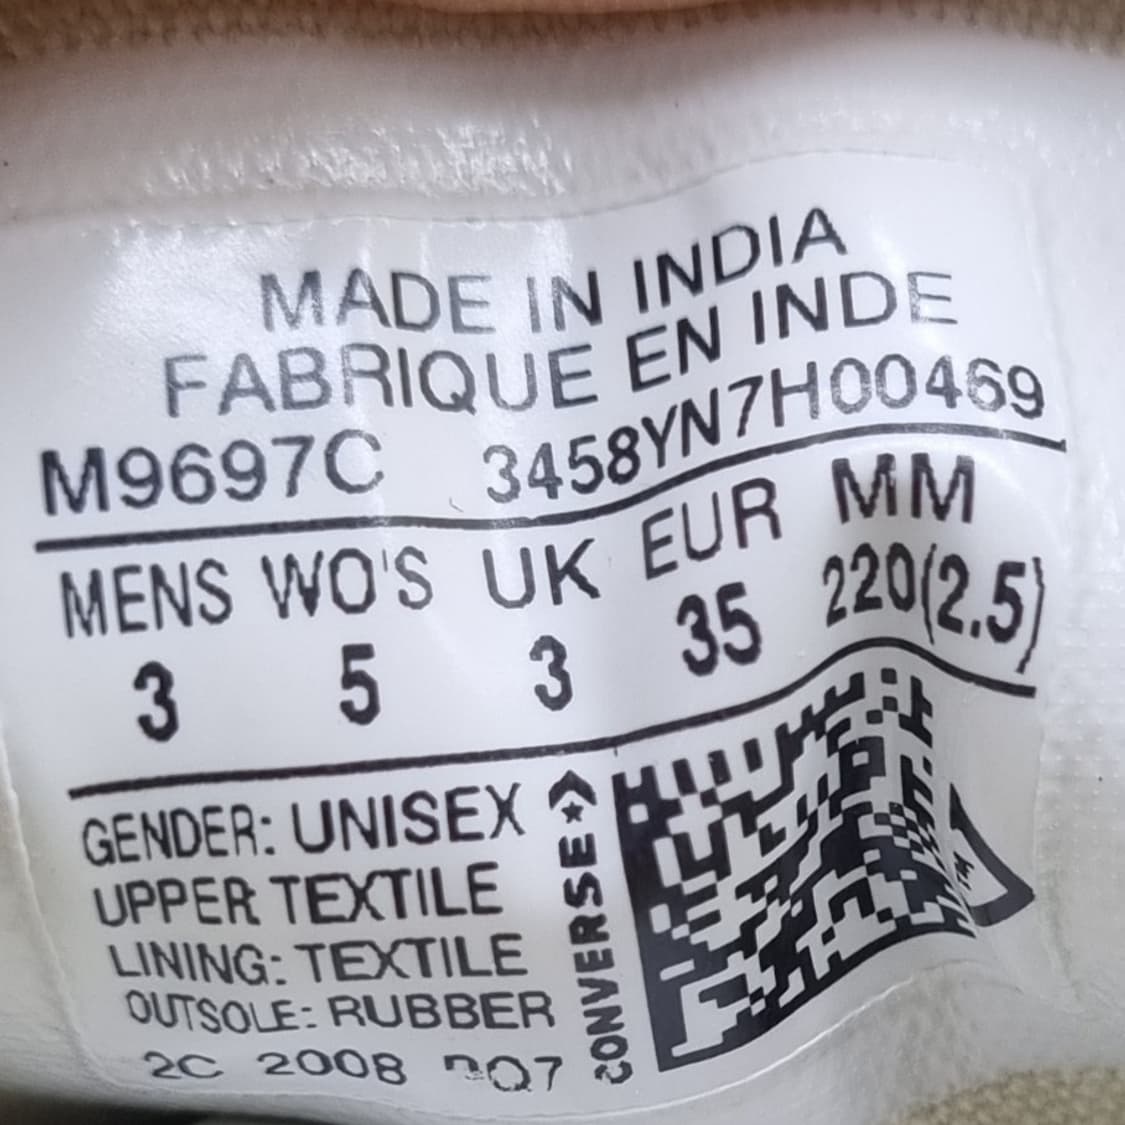 MADE IN INDIA
FABRIQUE EN INDE
M9697C 3458YN7H00469
MENS WO'S UK EUR MM
3 5 3 35 220(2.5)
GENDER: UNISEX
UPPER TEXTILE
LINING: TEXTILE
OUTSOLE: RUBBER
2C 2008
CONVERSE
TM